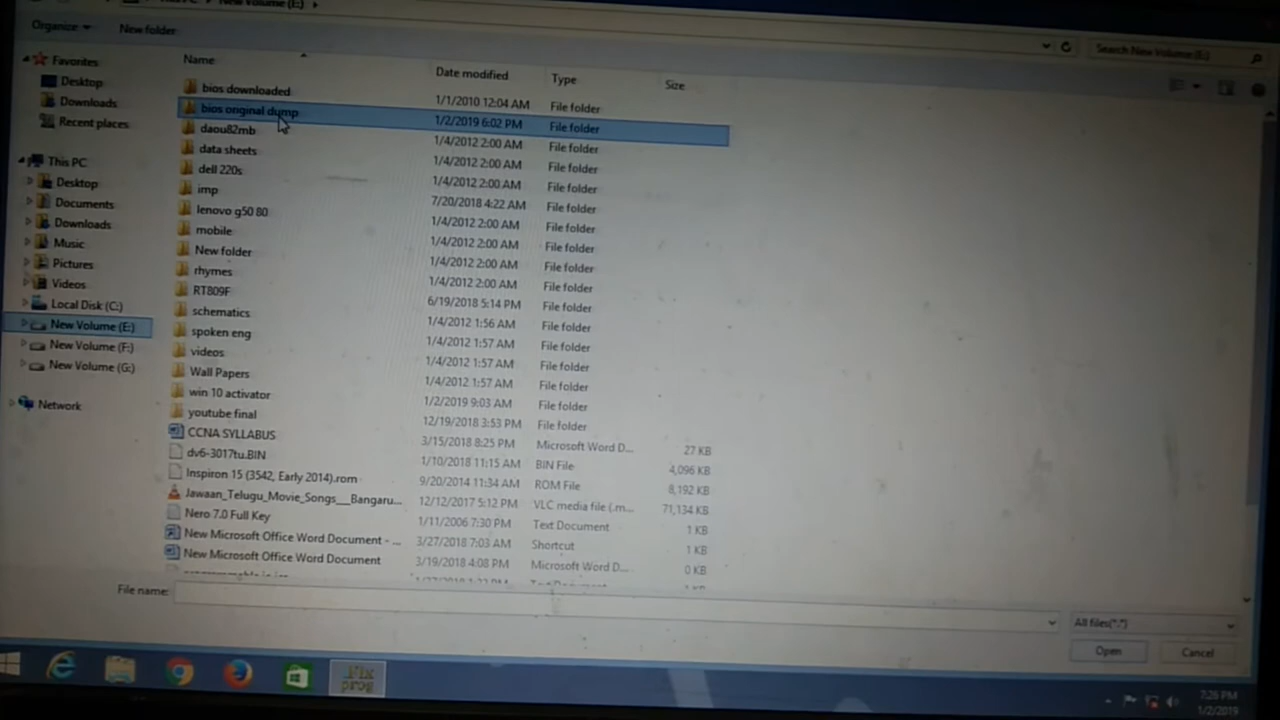 New Volume (E:)
Organize New folder Search New Volume (E:)
Name Date modified Type Size
bios downloaded 1/1/2010 12:04 AM File folder
bios original dump 1/2/2019 6:02 PM File folder
daou82mb 1/4/2012 2:00 AM File folder
data sheets 1/4/2012 2:00 AM File folder
dell 220s 1/4/2012 2:00 AM File folder
imp 7/20/2018 4:22 AM File folder
lenovo g50 80 1/4/2012 2:00 AM File folder
mobile 1/4/2012 2:00 AM File folder
New folder 1/4/2012 2:00 AM File folder
rhymes 1/4/2012 2:00 AM File folder
RT809F 6/19/2018 5:14 PM File folder
schematics 1/4/2012 1:56 AM File folder
spoken eng 1/4/2012 1:57 AM File folder
videos 1/4/2012 1:57 AM File folder
Wall Papers 1/4/2012 1:57 AM File folder
win 10 activator 1/2/2019 9:03 AM File folder
youtube final 12/19/2018 3:53 PM File folder
CCNA SYLLABUS 3/15/2018 8:25 PM Microsoft Word D... 27 KB
dv6-3017tu.BIN 1/10/2018 11:15 AM BIN File 4,096 KB
Inspiron 15 (3542, Early 2014).rom 9/20/2014 11:34 AM ROM File 8,192 KB
Jawaan_Telugu_Movie_Songs___Bangaru... 12/12/2017 5:12 PM VLC media file (.m... 71,134 KB
Nero 7.0 Full Key 1/11/2006 7:30 PM Text Document 1 KB
New Microsoft Office Word Document - ... 3/27/2018 7:03 AM Shortcut 1 KB
New Microsoft Office Word Document 3/19/2018 4:08 PM Microsoft Word D... 0 KB
Favorites
Desktop
Downloads
Recent places
This PC
Desktop
Documents
Downloads
Music
Pictures
Videos
Local Disk (C:)
New Volume (E:)
New Volume (F:)
New Volume (G:)
Network
File name: All files(*.*)
Open Cancel
Fix
prog
7:26 PM
1/2/2019